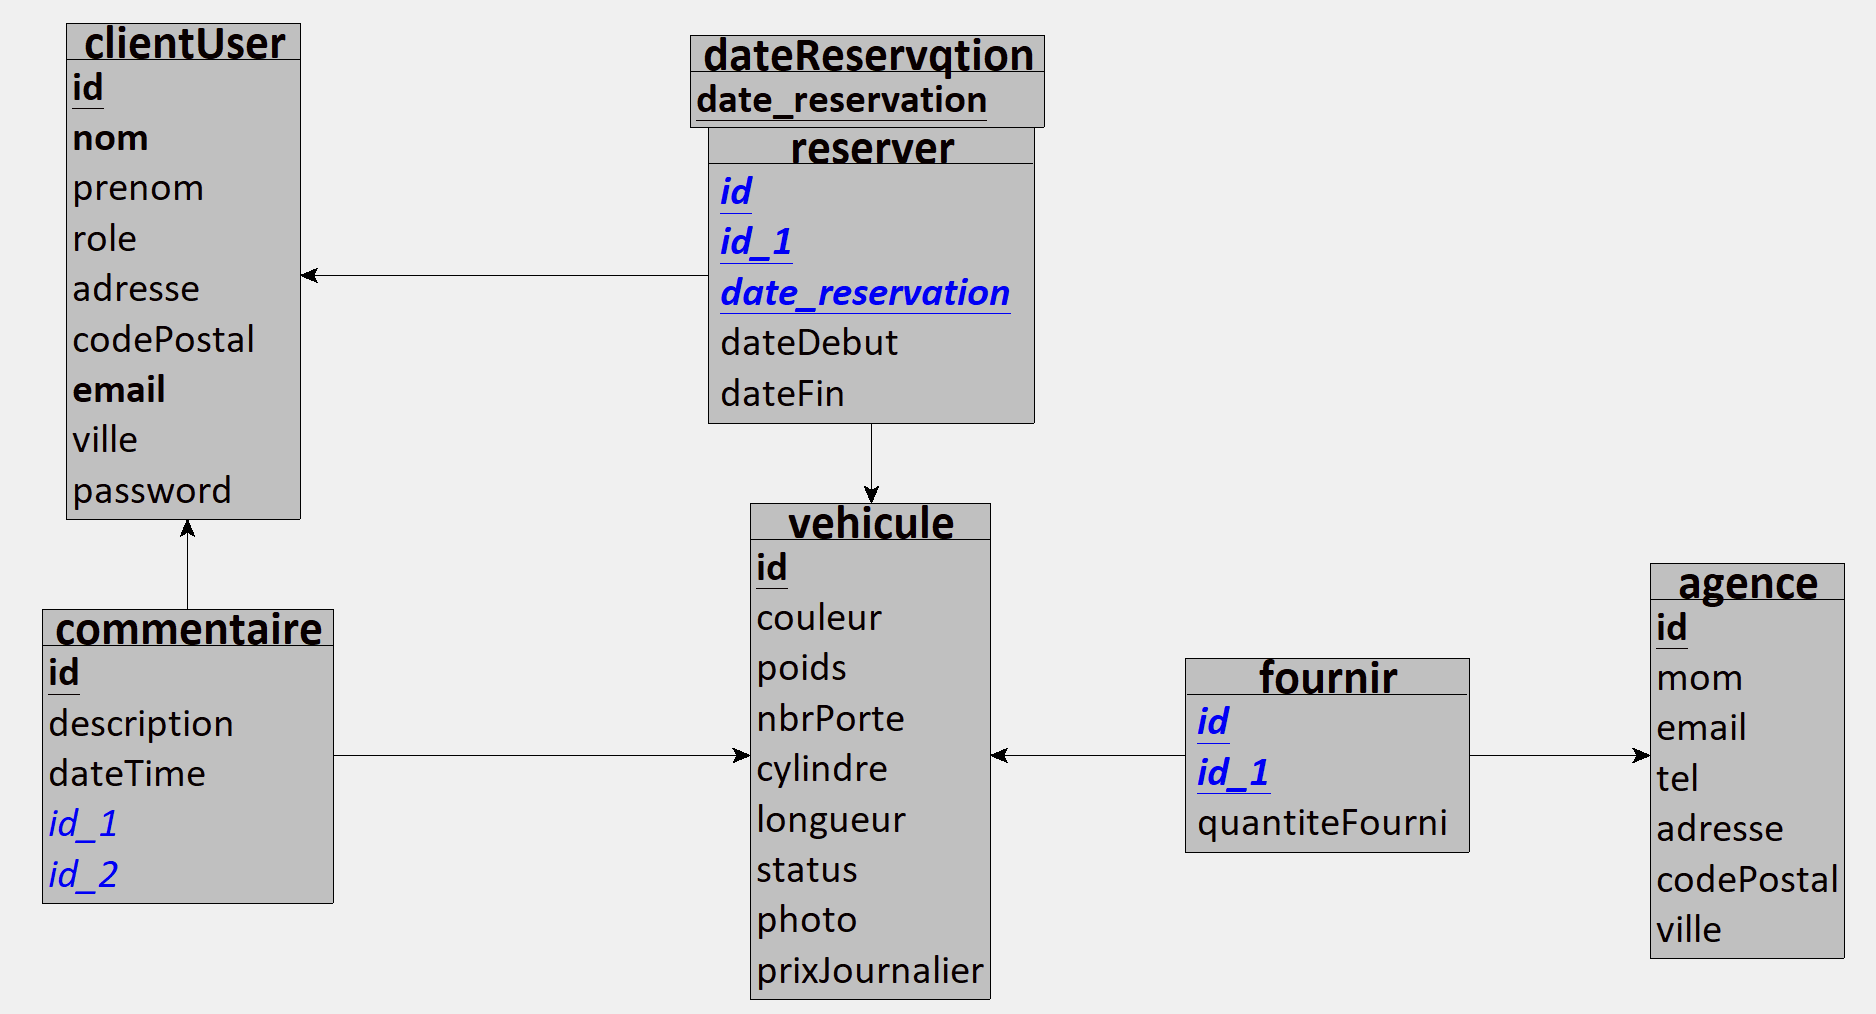 clientUser
id
nom
prenom
role
adresse
codePostal
email
ville
password
dateReservqtion
date_reservation
reserver
id
id_1
date_reservation
dateDebut
dateFin
commentaire
id
description
dateTime
id_1
id_2
vehicule
id
couleur
poids
nbrPorte
cylindre
longueur
status
photo
prixJournalier
fournir
id
id_1
quantiteFourni
agence
id
mom
email
tel
adresse
codePostal
ville